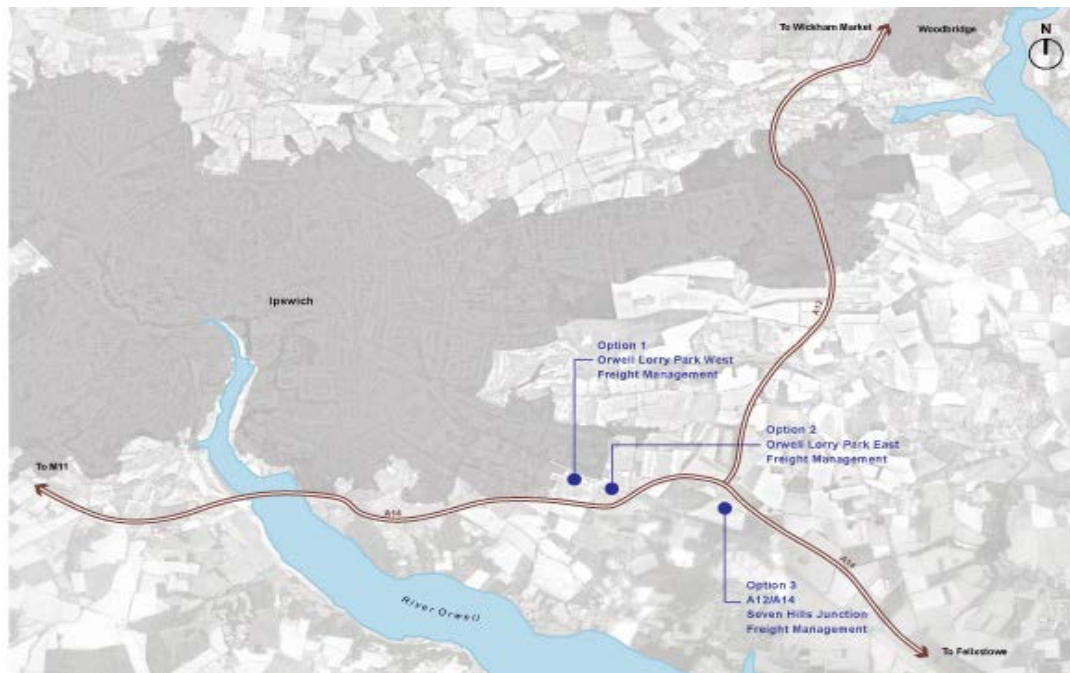 To Wickham Market
Woodbridge
N
Ipswich
A12
Option 1
Orwell Lorry Park West
Freight Management
Option 2
Orwell Lorry Park East
Freight Management
To M11
A14
A14
Option 3
A12/A14
Seven Hills Junction
Freight Management
River Orwell
To Felixstowe